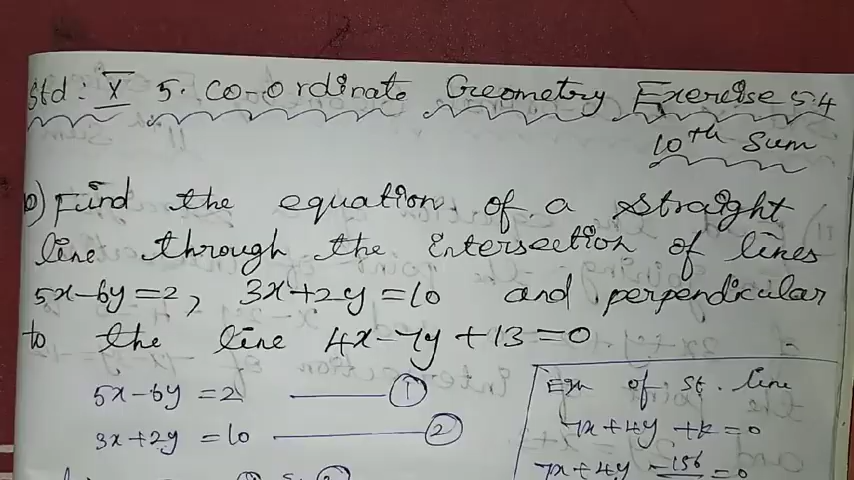 Std: X 5. Co-ordinate Geometry Exercise 5.4
10th Sum
10) Find the equation of a straight
line through the intersection of lines
5x-6y=2, 3x+2y=10 and perpendicular
to the line 4x-7y+13=0
5x-6y=2 ①
3x+2y=10 ②
Eqn of St. line
7x+4y+k=0
7x+4y-156=0